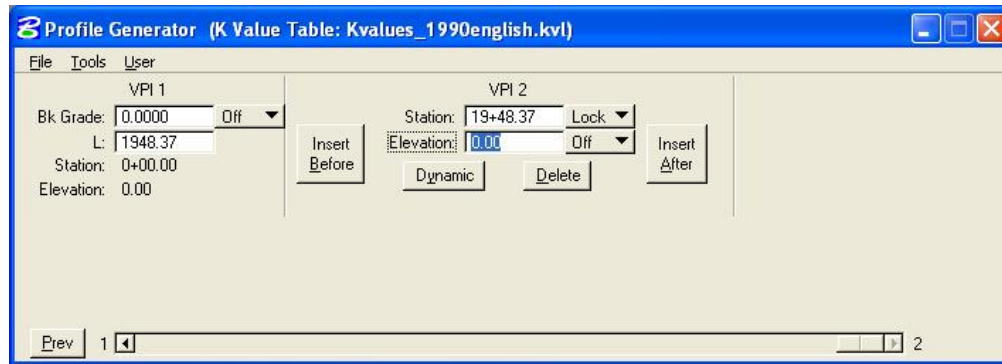 Profile Generator (K Value Table: Kvalues_1990english.kvl)
File Tools User
VPI 1
Bk Grade: 0.0000 Off
L: 1948.37
Station: 0+00.00
Elevation: 0.00
Insert Before
VPI 2
Station: 19+48.37 Lock
Elevation: 0.00 Off
Dynamic Delete
Insert After
Prev 1 2